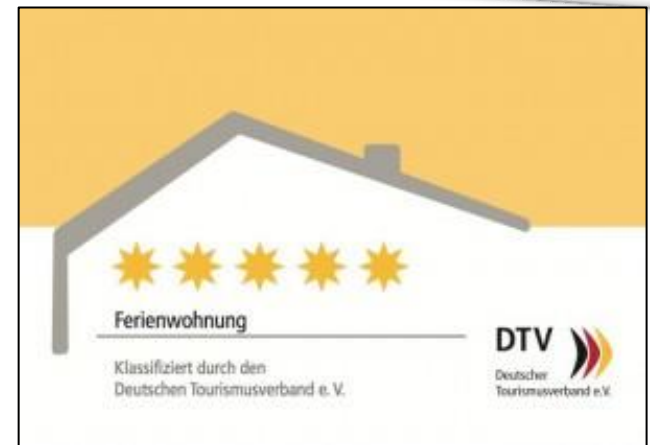 Ferienwohnung
Klassifiziert durch den
Deutschen Tourismusverband e. V.
DTV
Deutscher
Tourismusverband e.V.